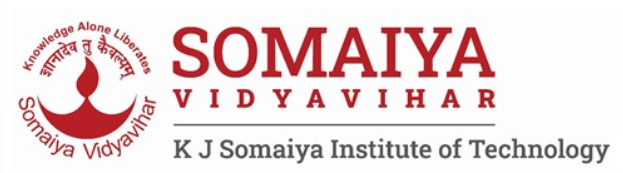 Knowledge Alone Liberates
ज्ञानादेव तु कैवल्यम्
Somaiya Vidyavihar
SOMAIYA
VIDYAVIHAR
K J Somaiya Institute of Technology